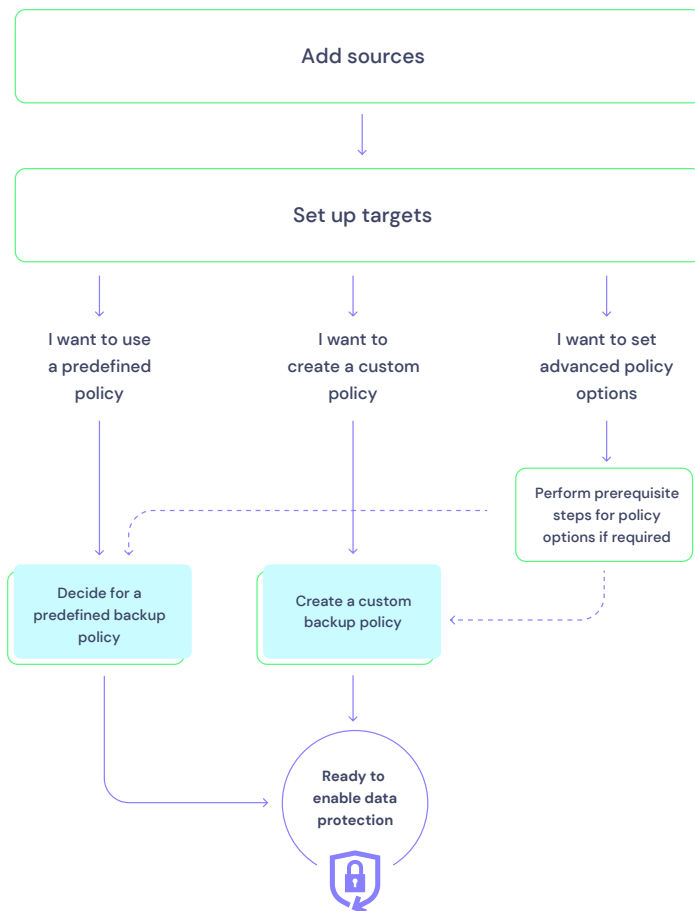 Add sources
Set up targets
I want to use
a predefined
policy
I want to
create a custom
policy
I want to set
advanced policy
options
Perform prerequisite
steps for policy
options if required
Decide for a
predefined backup
policy
Create a custom
backup policy
Ready to
enable data
protection